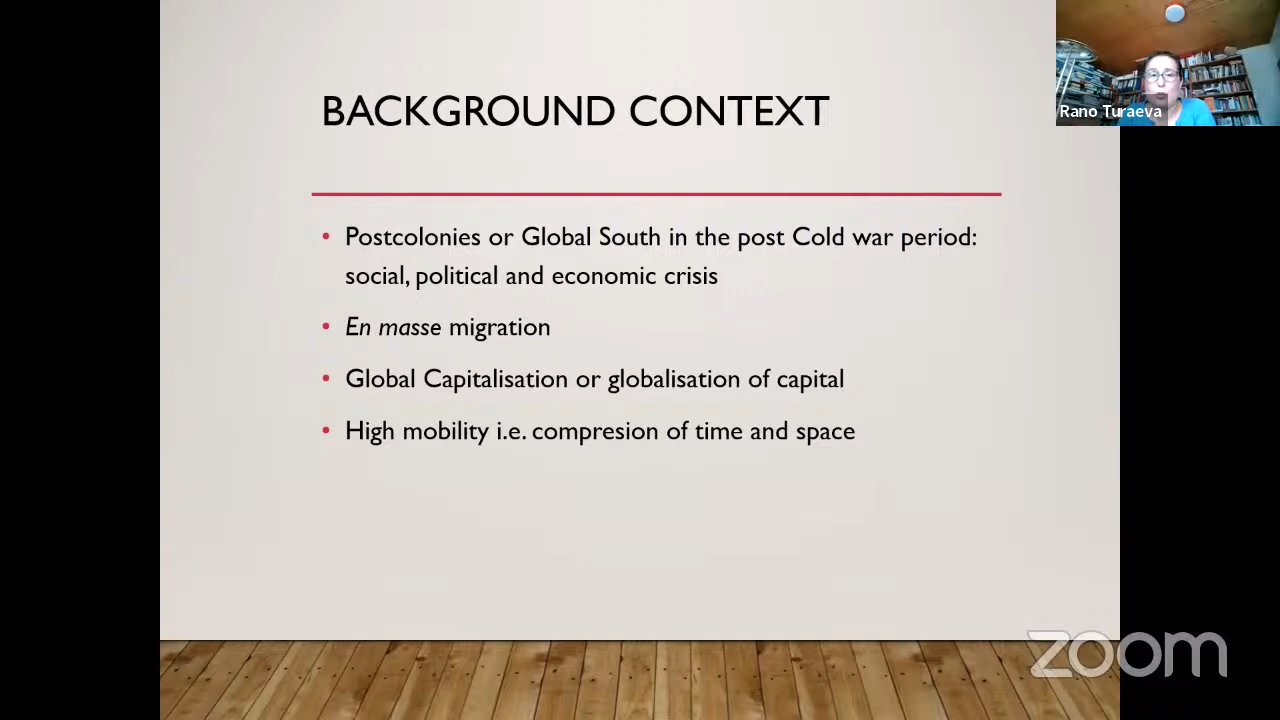 BACKGROUND CONTEXT
• Postcolonies or Global South in the post Cold war period:
social, political and economic crisis
• En masse migration
• Global Capitalisation or globalisation of capital
• High mobility i.e. compresion of time and space
Rano Turaeva
zoom